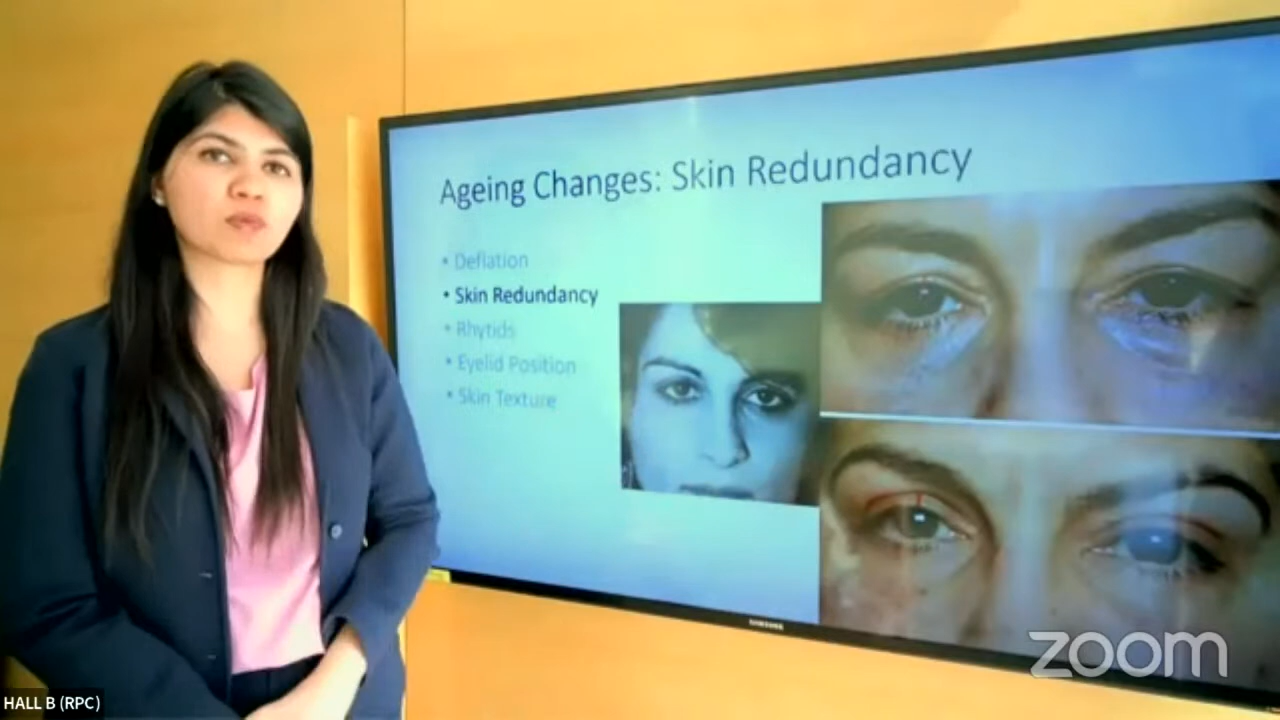 Ageing Changes: Skin Redundancy
• Deflation
• Skin Redundancy
• Rhytids
• Eyelid Position
• Skin Texture
SAMSUNG
zoom
HALL B (RPC)